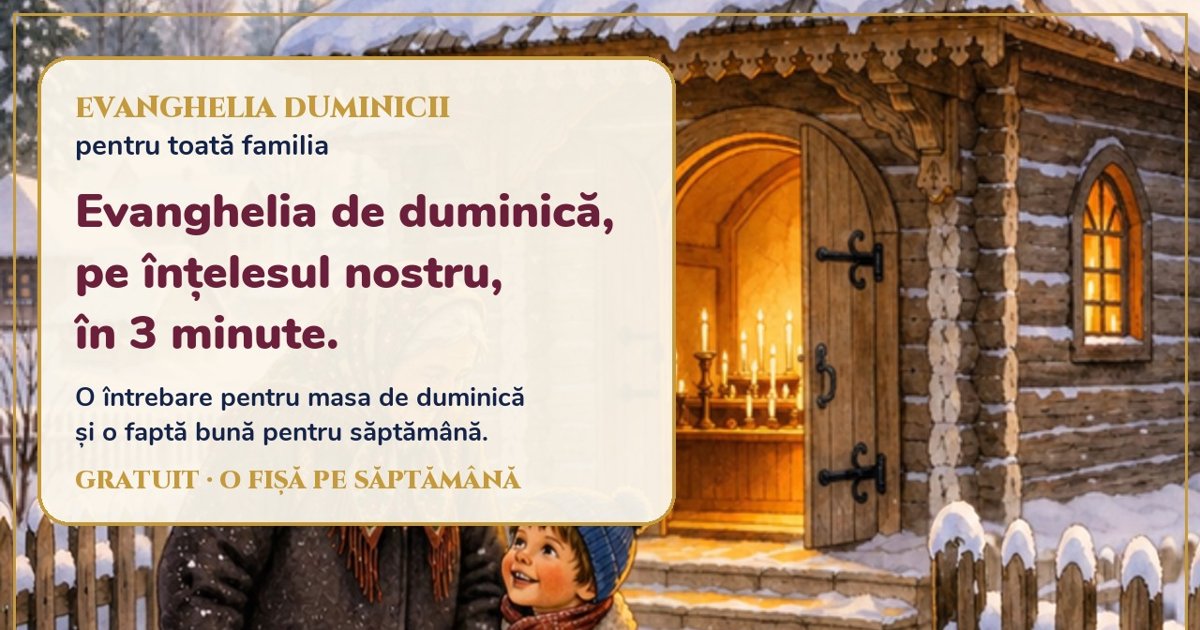 EVANGHELIA DUMINICII
pentru toată familia
Evanghelia de duminică,
pe înțelesul nostru,
în 3 minute.
O întrebare pentru masa de duminică
și o faptă bună pentru săptămână.
GRATUIT · O FIȘĂ PE SĂPTĂMÂNĂ